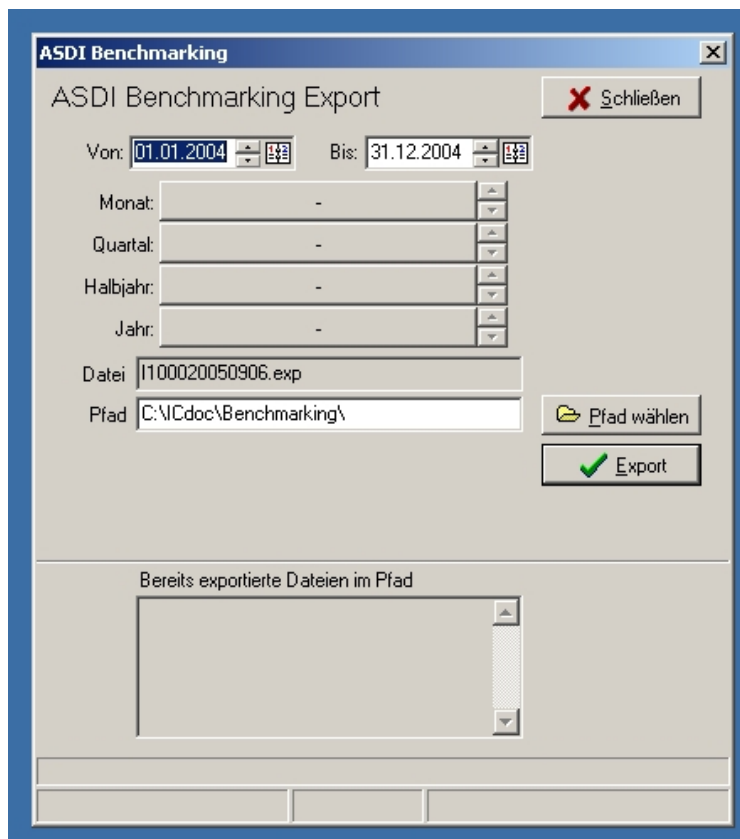 ASDI Benchmarking
ASDI Benchmarking Export
Schließen
Von: 01.01.2004 Bis: 31.12.2004
Monat: -
Quartal: -
Halbjahr: -
Jahr: -
Datei I100020050906.exp
Pfad C:\ICdoc\Benchmarking\
Pfad wählen
Export
Bereits exportierte Dateien im Pfad